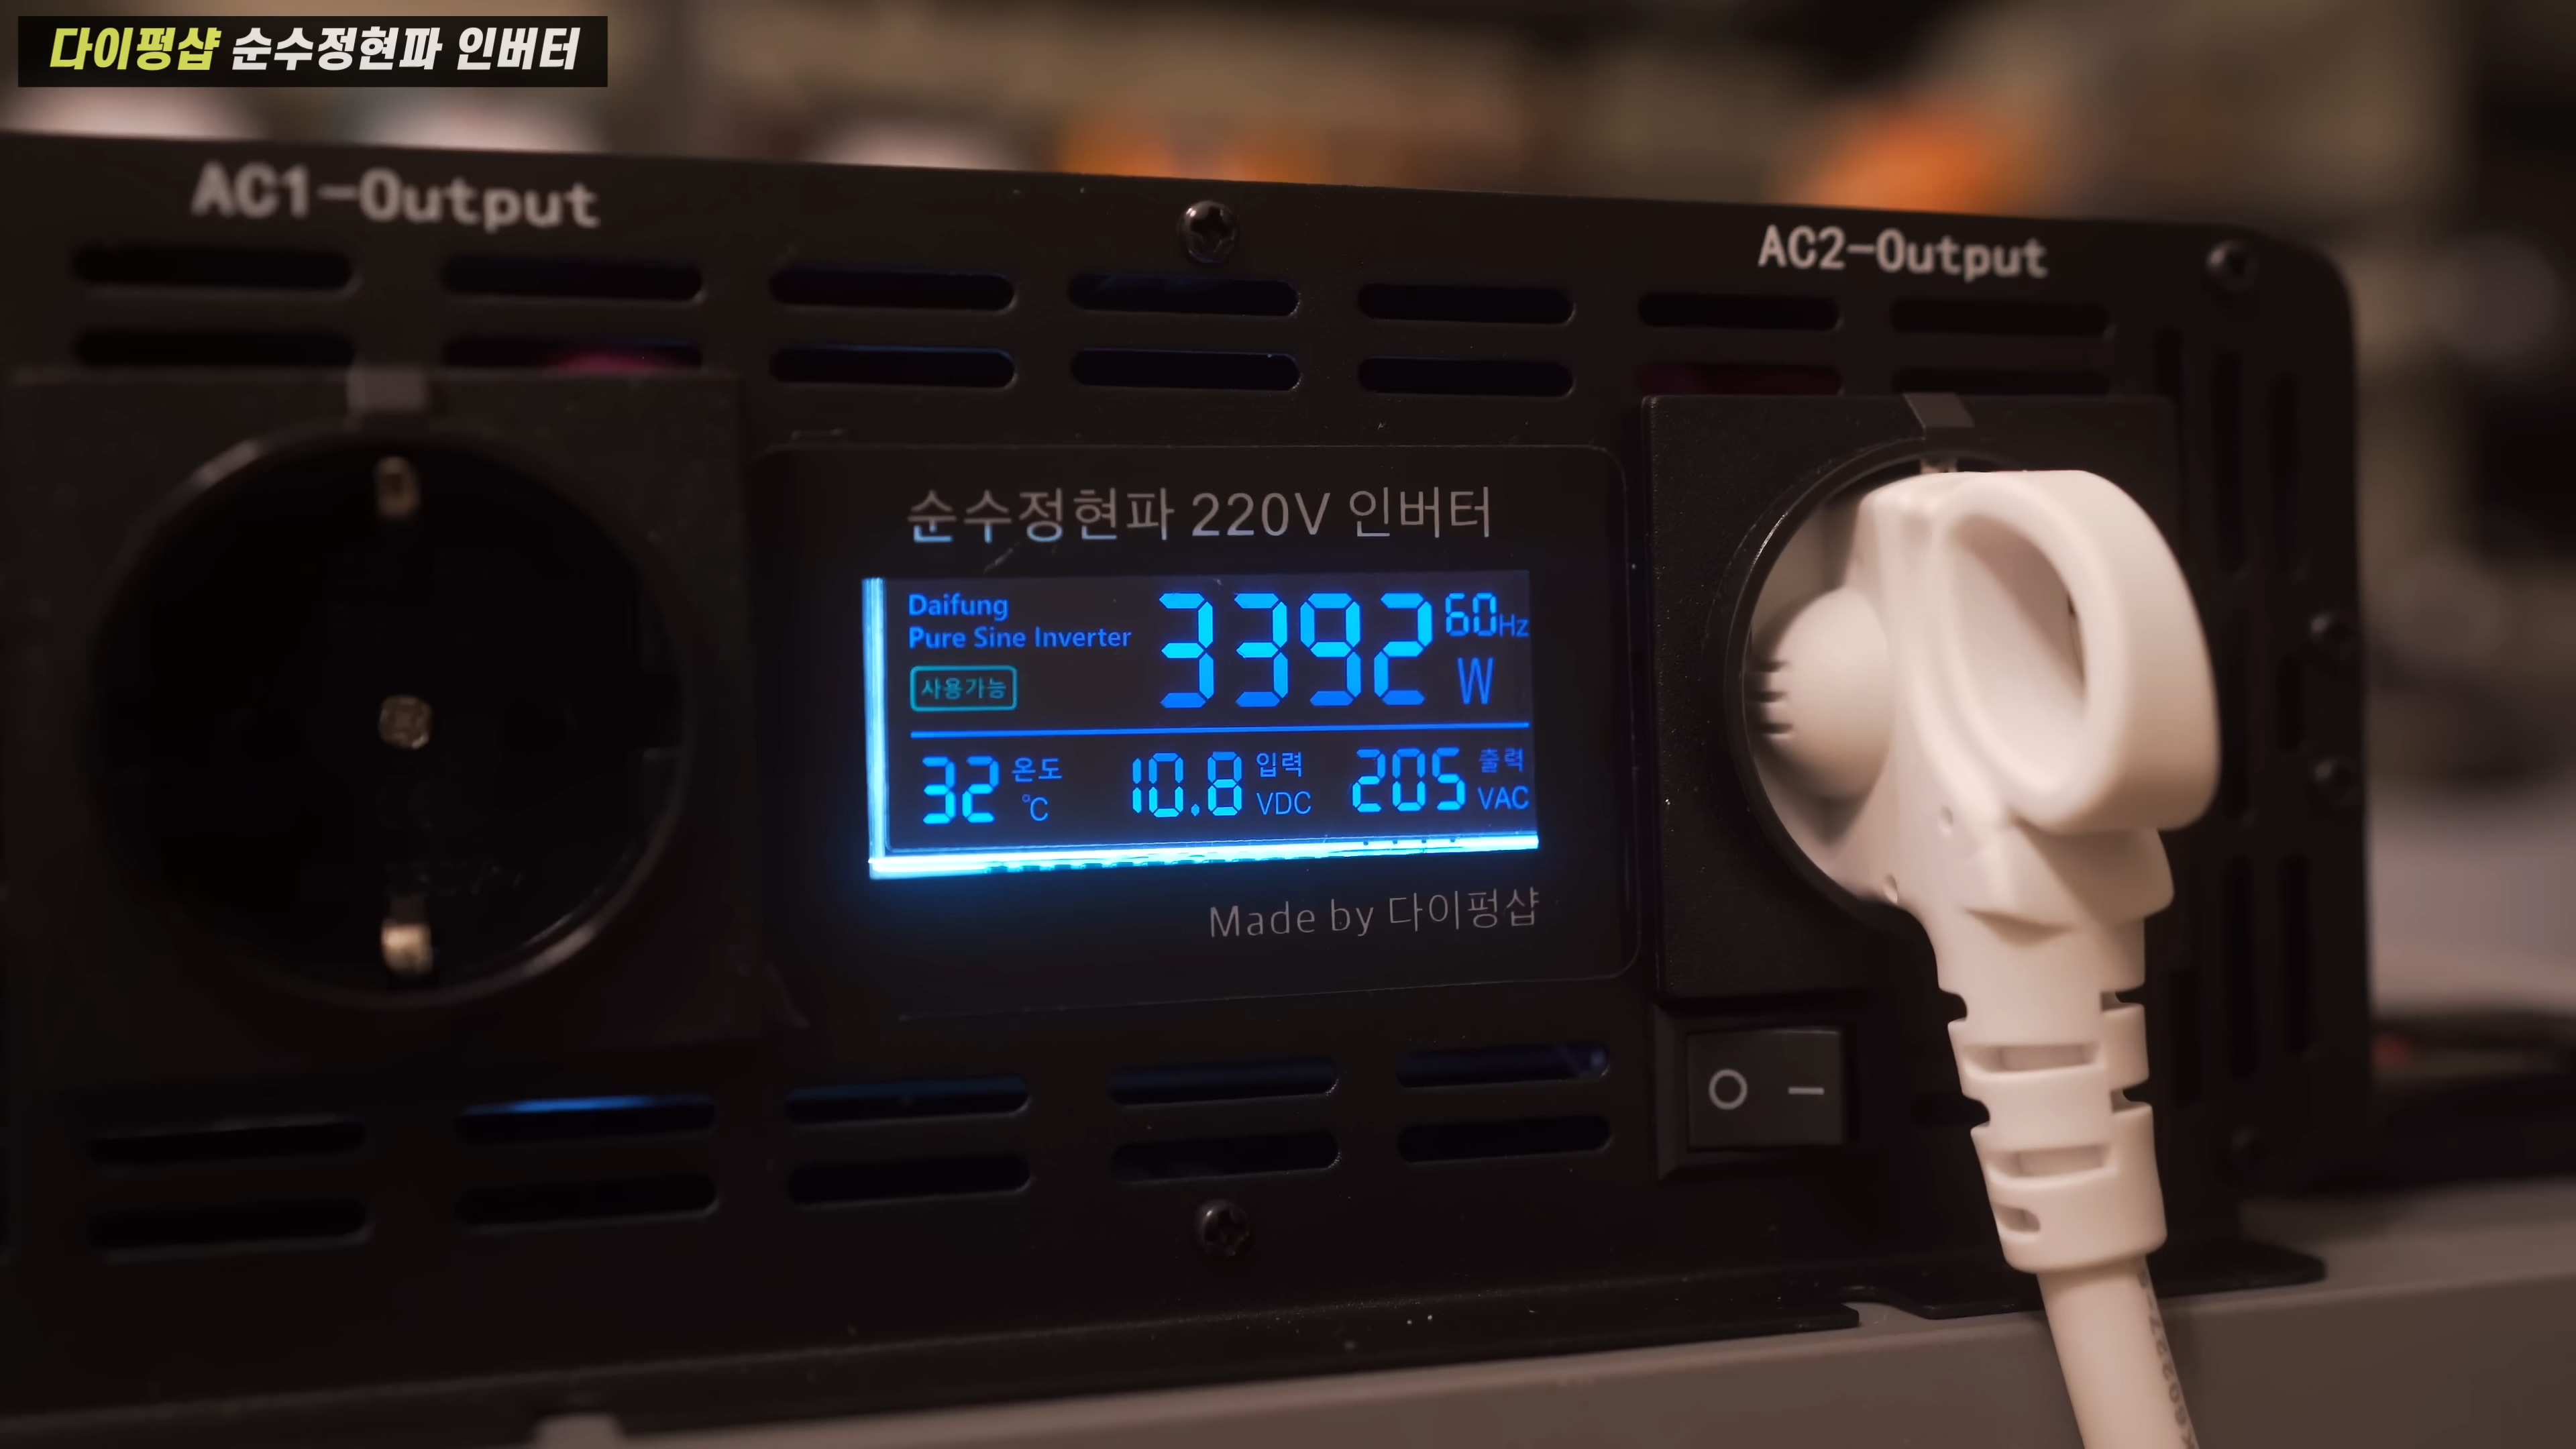 다이펑샵 순수정현파 인버터
AC1-Output
AC2-Output
순수정현파 220V 인버터
Daifung
Pure Sine Inverter
사용가능
3392 W
60Hz
32 온도 ℃
10.8 입력 VDC
205 출력 VAC
Made by 다이펑샵